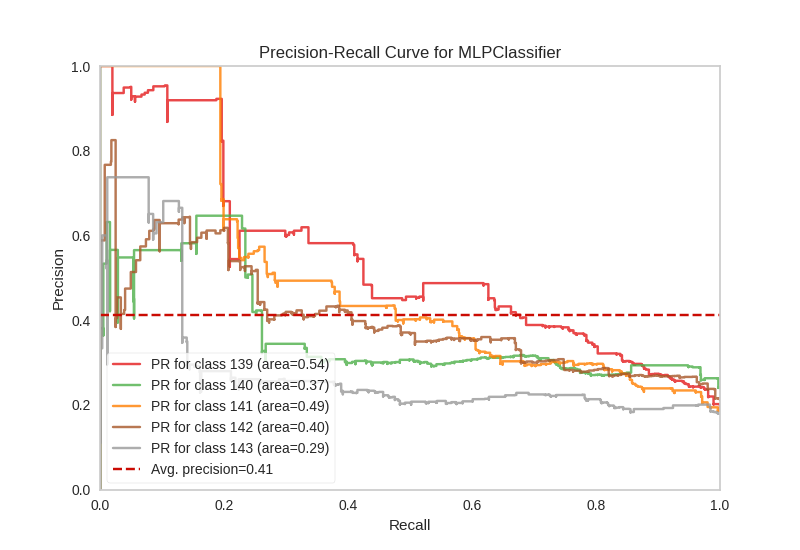 Precision-Recall Curve for MLPClassifier
1.0
0.8
0.6
0.4
0.2
0.0
Precision
PR for class 139 (area=0.54)
PR for class 140 (area=0.37)
PR for class 141 (area=0.49)
PR for class 142 (area=0.40)
PR for class 143 (area=0.29)
Avg. precision=0.41
0.0 0.2 0.4 0.6 0.8 1.0
Recall